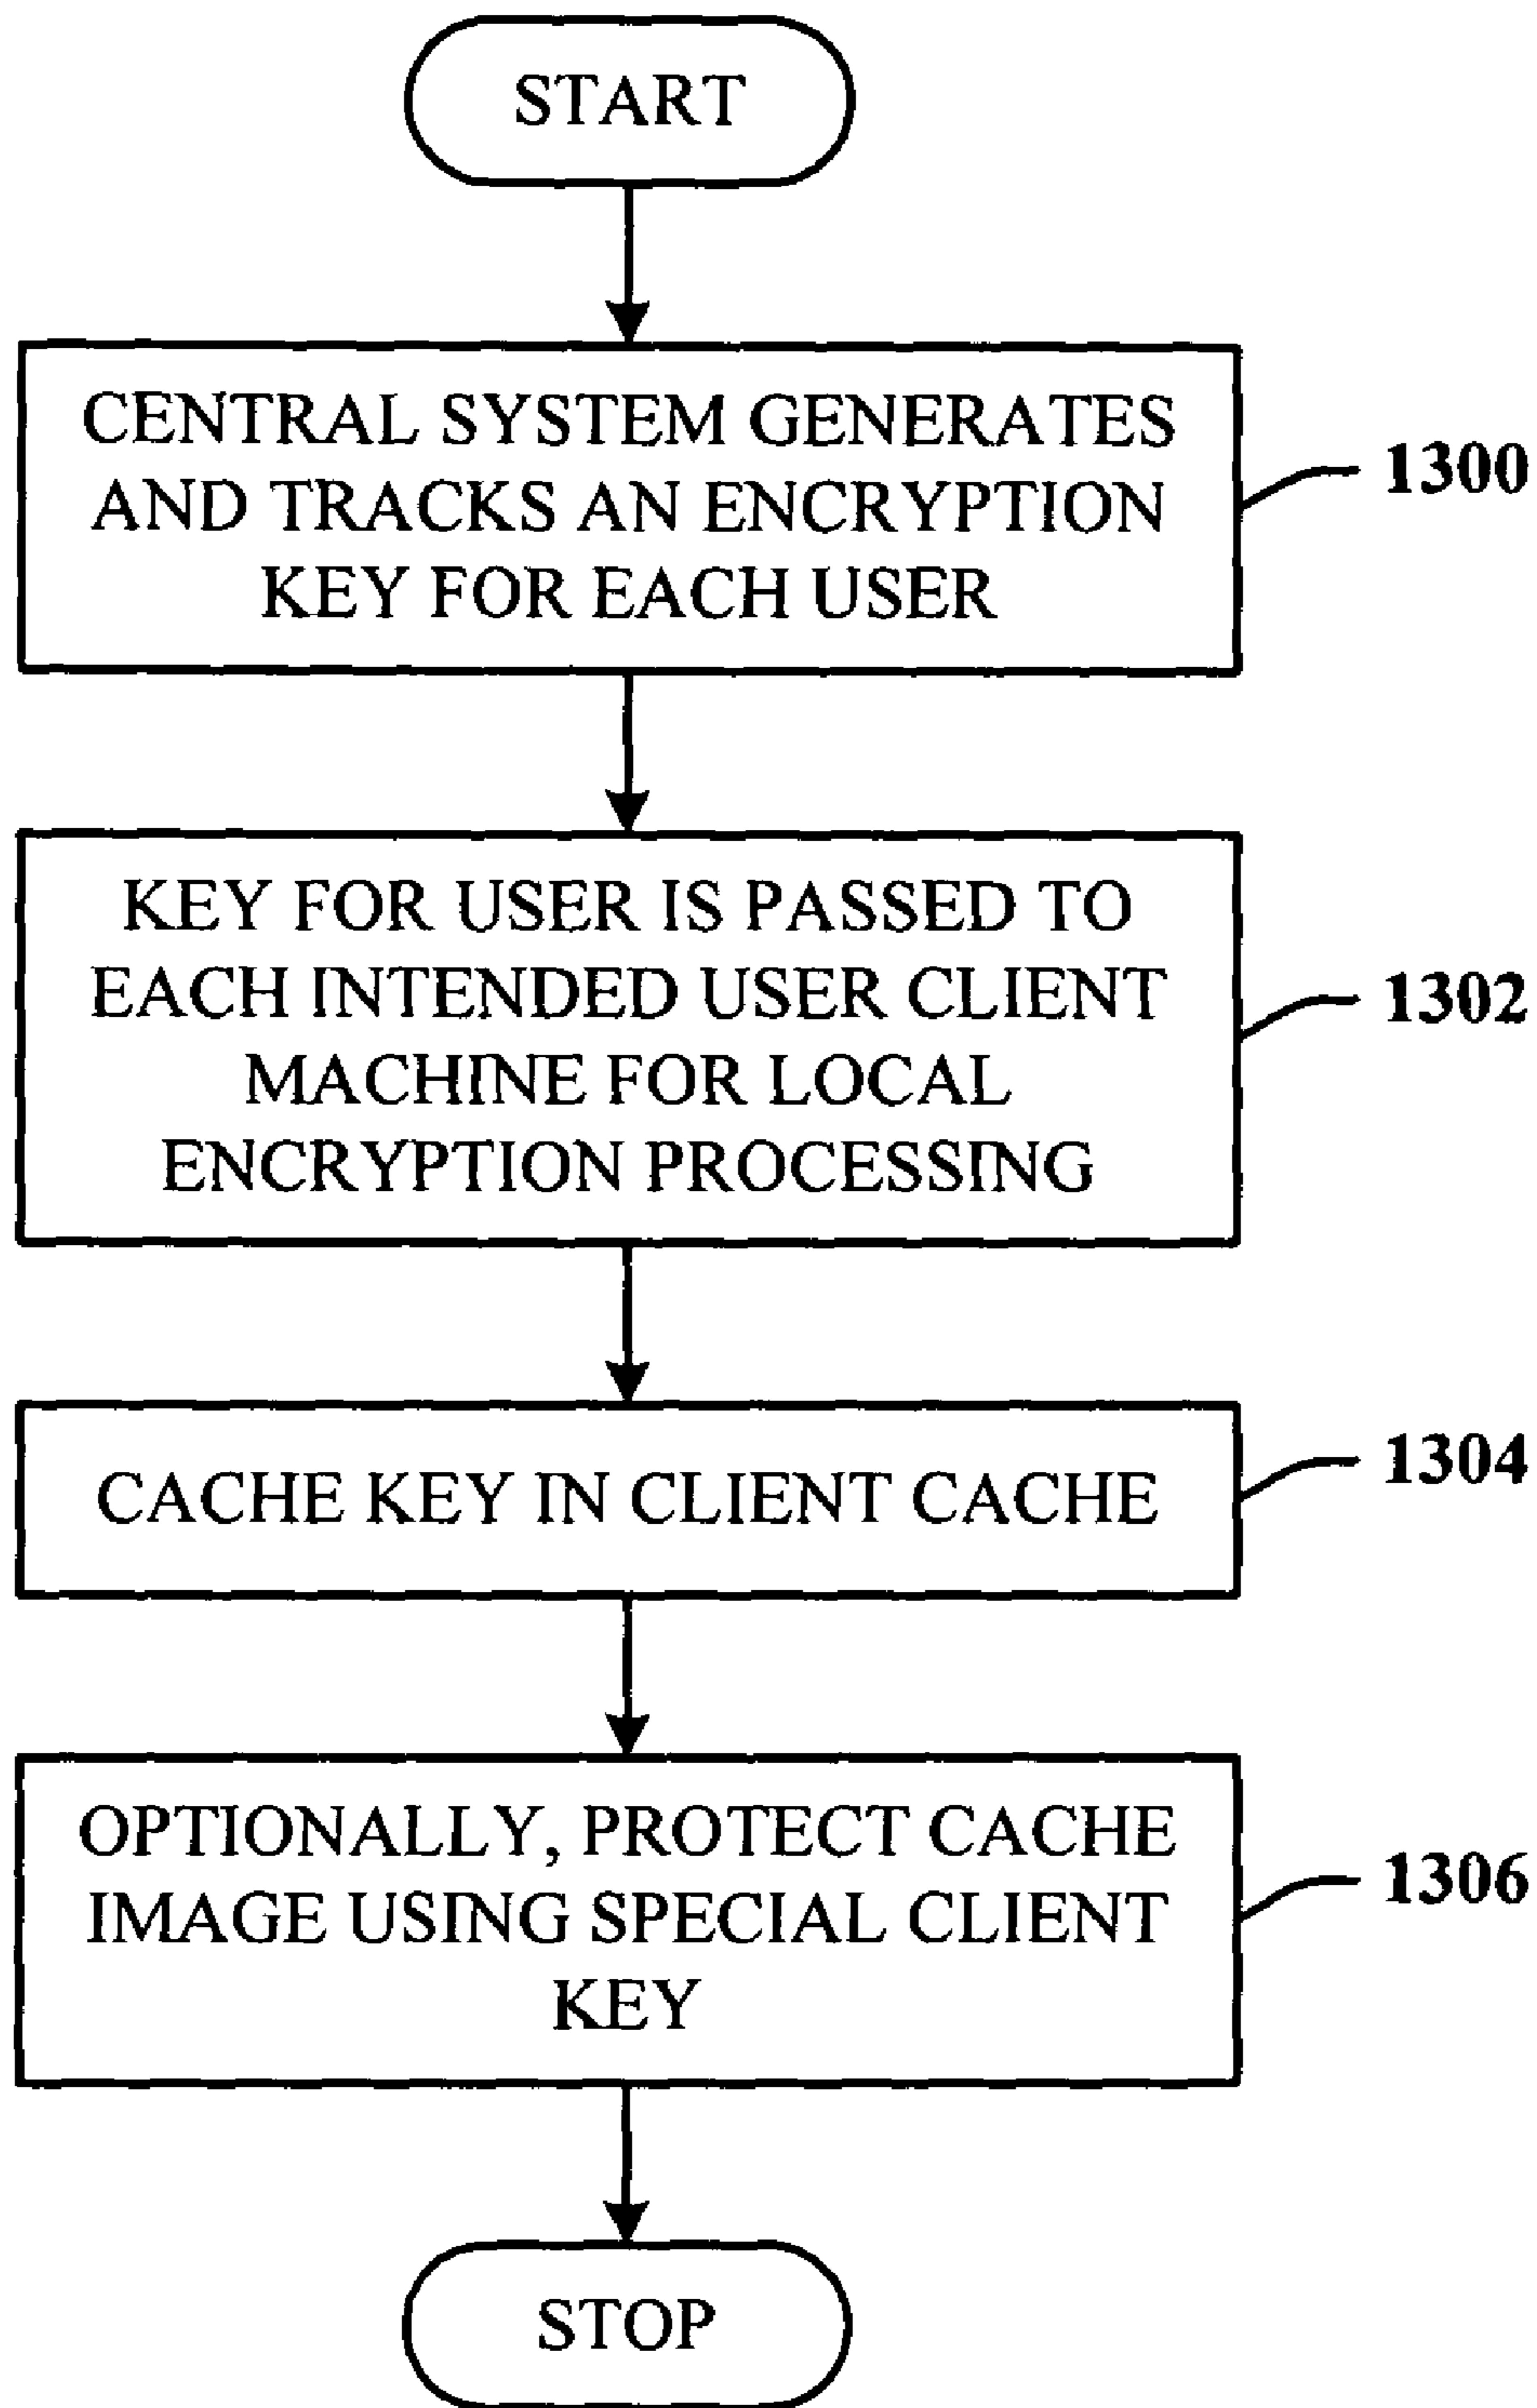 START
CENTRAL SYSTEM GENERATES
AND TRACKS AN ENCRYPTION
KEY FOR EACH USER
1300
KEY FOR USER IS PASSED TO
EACH INTENDED USER CLIENT
MACHINE FOR LOCAL
ENCRYPTION PROCESSING
1302
CACHE KEY IN CLIENT CACHE
1304
OPTIONALLY, PROTECT CACHE
IMAGE USING SPECIAL CLIENT
KEY
1306
STOP